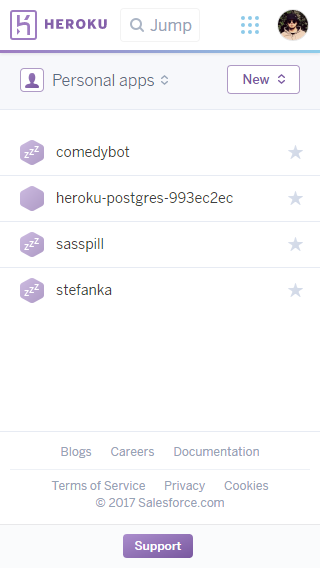 HEROKU
Jump
Personal apps
New
zzz comedybot
heroku-postgres-993ec2ec
zzz sasspill
zzz stefanka
Blogs Careers Documentation
Terms of Service Privacy Cookies
© 2017 Salesforce.com
Support